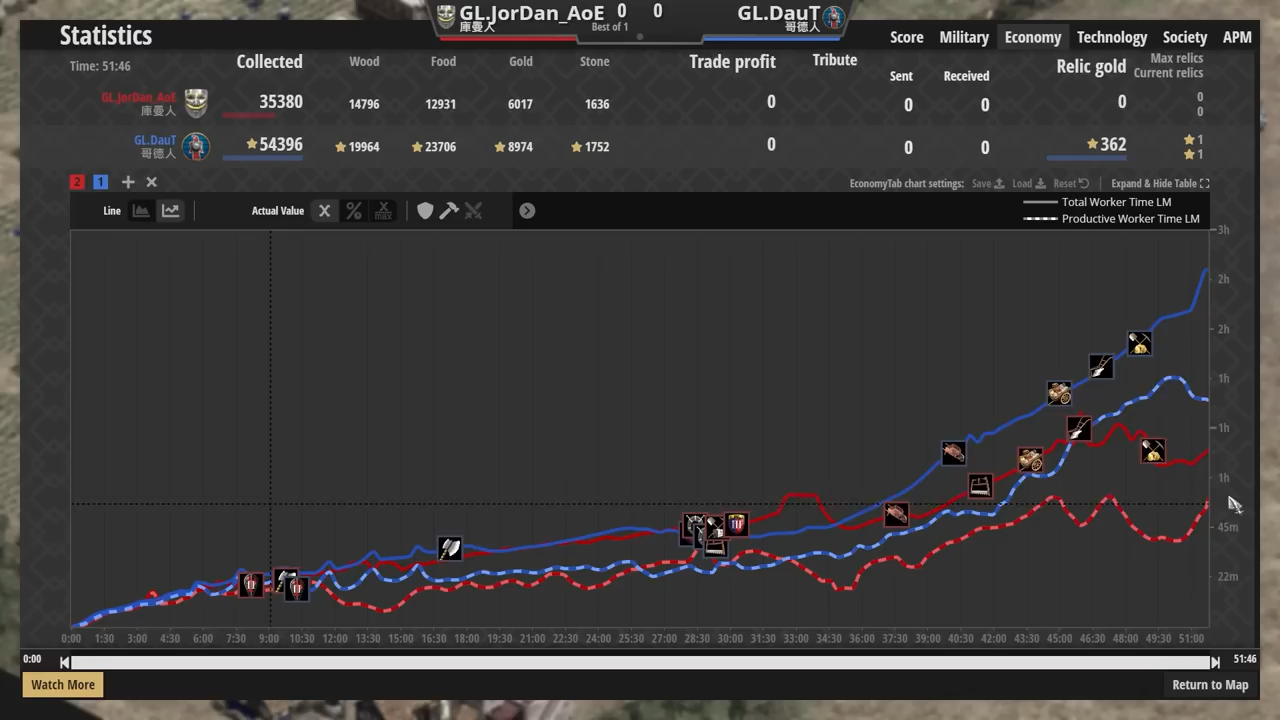 GL.JorDan_AoE 0 0 GL.DauT
庫曼人 Best of 1 哥德人
Statistics
Score Military Economy Technology Society APM
Time: 51:46
Collected Wood Food Gold Stone Trade profit Tribute Sent Received Relic gold Max relics
Current relics
GL.JorDan_AoE 35380 14796 12931 6017 1636 0 0 0 0 0
庫曼人 0
GL.DauT 54396 19964 23706 8974 1752 0 0 0 362 1
哥德人 1
2 1 EconomyTab chart settings: Save Load Reset Expand & Hide Table
Line Actual Value X % X/max
Total Worker Time LM
Productive Worker Time LM
3h
2h
2h
1h
1h
1h
45m
22m
0:00 1:30 3:00 4:30 6:00 7:30 9:00 10:30 12:00 13:30 15:00 16:30 18:00 19:30 21:00 22:30 24:00 25:30 27:00 28:30 30:00 31:30 33:00 34:30 36:00 37:30 39:00 40:30 42:00 43:30 45:00 46:30 48:00 49:30 51:00
0:00 51:46
Watch More Return to Map